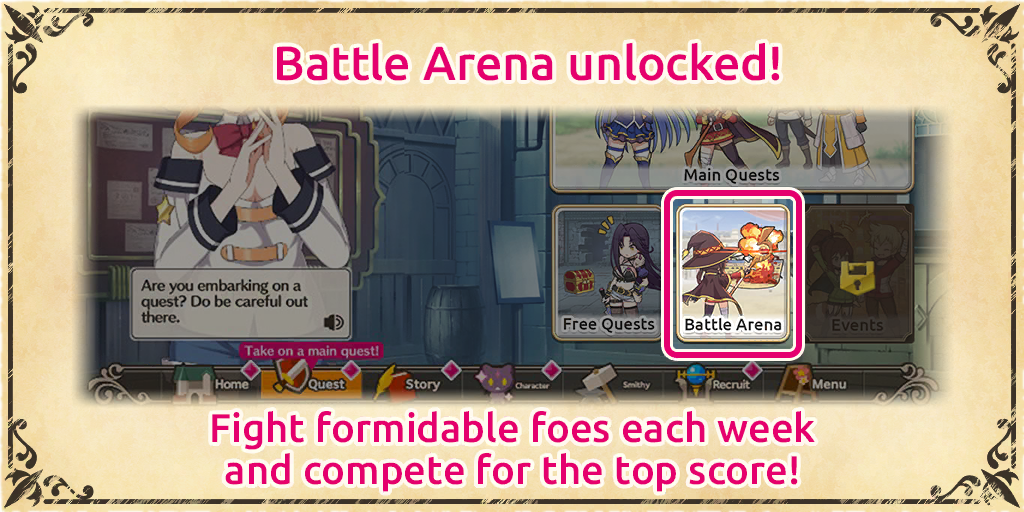 Battle Arena unlocked!
Main Quests
Are you embarking on a
quest? Do be careful out
there.
Free Quests
Battle Arena
Events
Take on a main quest!
Home
Quest
Story
Character
Smithy
Recruit
Menu
Fight formidable foes each week
and compete for the top score!